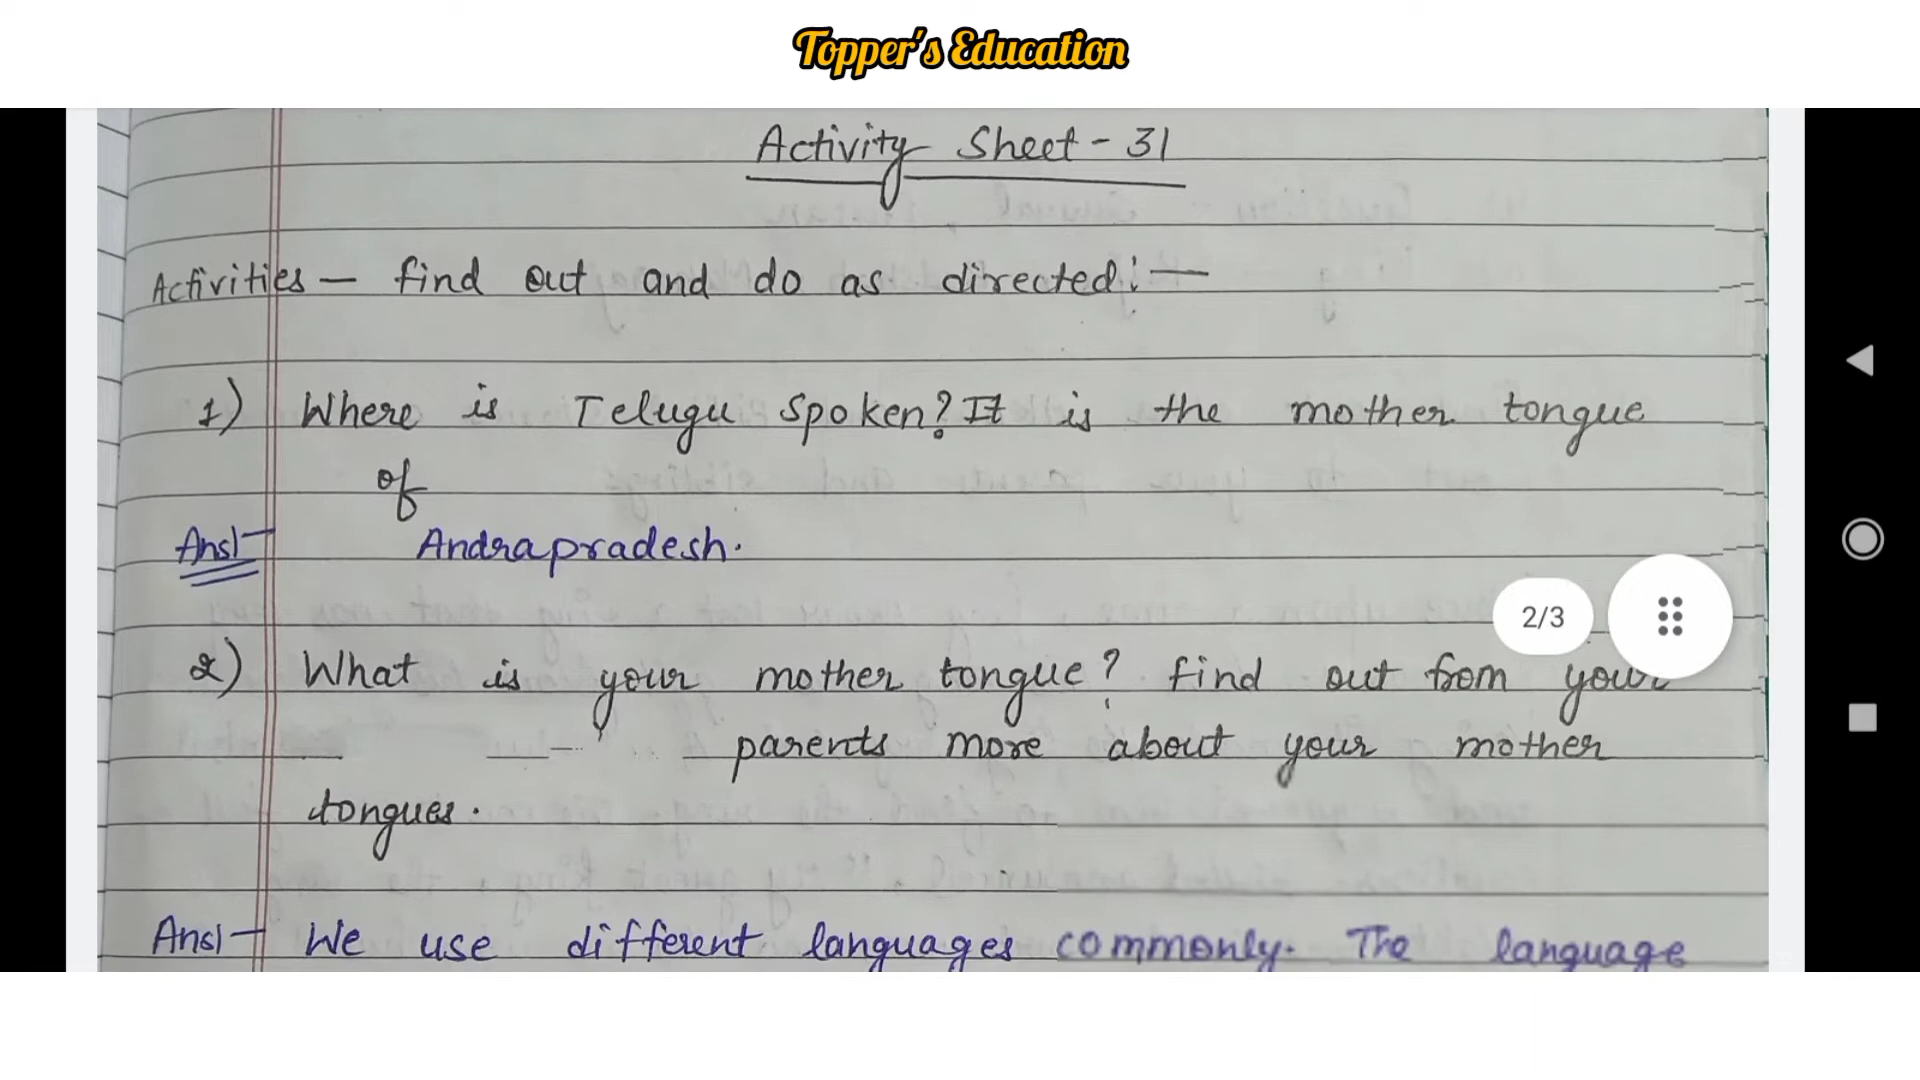 Topper's Education
Activity Sheet - 31
Activities - find out and do as directed:-
1) Where is Telugu spoken? It is the mother tongue
of
Ans- Andrapradesh.
2/3
2) What is your mother tongue? find out from your
parents more about your mother
tongues.
Ans- We use different languages commonly. The language